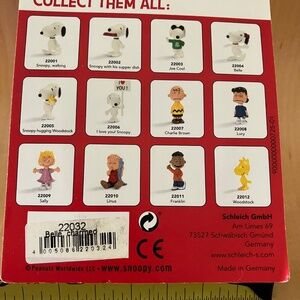 COLLECT THEM ALL:
22001
Snoopy, walking
22002
Snoopy with his supper dish
22003
Joe Cool
22004
Belle
I ♥
YOU!
22005
Snoopy hugging Woodstock
22006
I love you! Snoopy
22007
Charlie Brown
22008
Lucy
22009
Sally
22010
Linus
22011
Franklin
22012
Woodstock
22032
Belle, charmed
4 005086 220324
CE
Schleich GmbH
Am Limes 69
73527 Schwäbisch Gmünd
Germany
www.schleich-s.com
Made in Germany
©Peanuts Worldwide LLC • www.snoopy.com